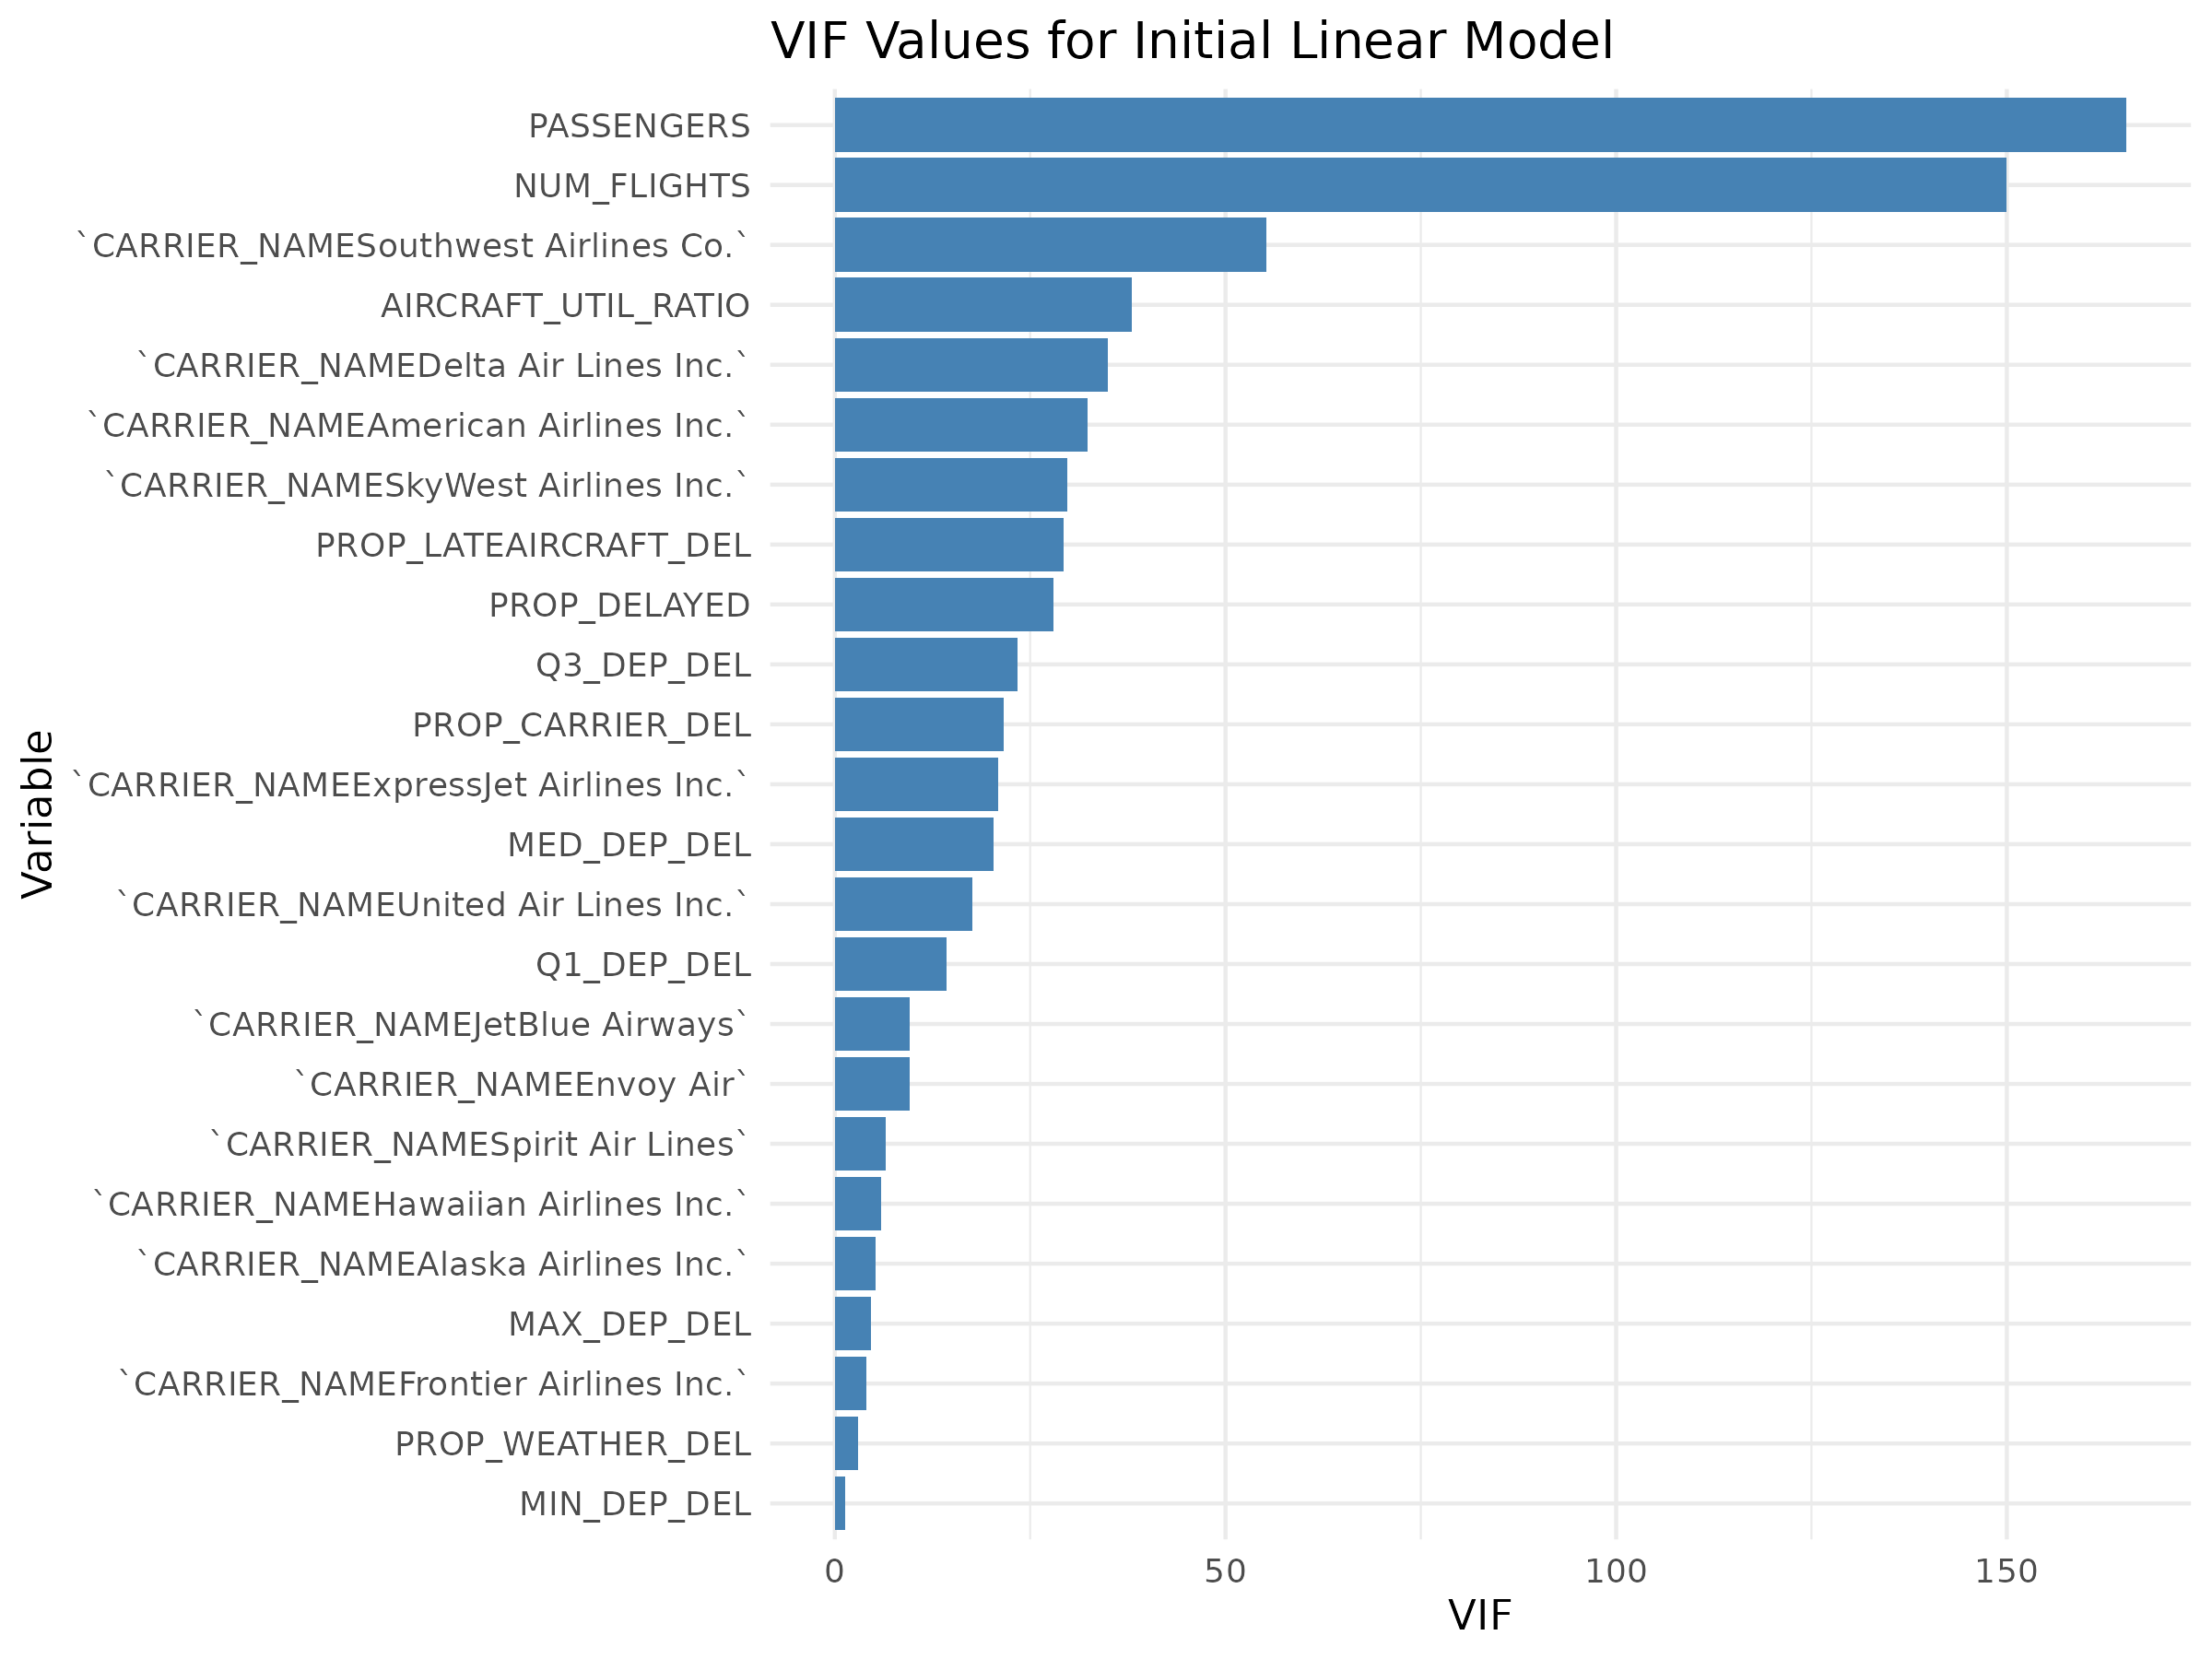 VIF Values for Initial Linear Model
PASSENGERS
NUM_FLIGHTS
`CARRIER_NAMESouthwest Airlines Co.`
AIRCRAFT_UTIL_RATIO
`CARRIER_NAMEDelta Air Lines Inc.`
`CARRIER_NAMEAmerican Airlines Inc.`
`CARRIER_NAMESkyWest Airlines Inc.`
PROP_LATEAIRCRAFT_DEL
PROP_DELAYED
Q3_DEP_DEL
PROP_CARRIER_DEL
`CARRIER_NAMEExpressJet Airlines Inc.`
MED_DEP_DEL
`CARRIER_NAMEUnited Air Lines Inc.`
Q1_DEP_DEL
`CARRIER_NAMEJetBlue Airways`
`CARRIER_NAMEEnvoy Air`
`CARRIER_NAMESpirit Air Lines`
`CARRIER_NAMEHawaiian Airlines Inc.`
`CARRIER_NAMEAlaska Airlines Inc.`
MAX_DEP_DEL
`CARRIER_NAMEFrontier Airlines Inc.`
PROP_WEATHER_DEL
MIN_DEP_DEL
Variable
0 50 100 150
VIF